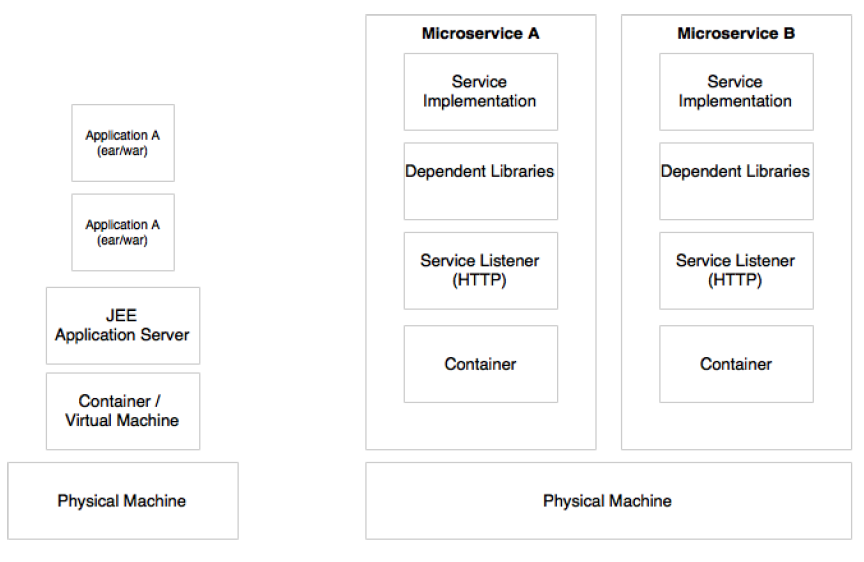 Application A
(ear/war)
Application A
(ear/war)
JEE
Application Server
Container /
Virtual Machine
Physical Machine
Microservice A
Service
Implementation
Dependent Libraries
Service Listener
(HTTP)
Container
Microservice B
Service
Implementation
Dependent Libraries
Service Listener
(HTTP)
Container
Physical Machine